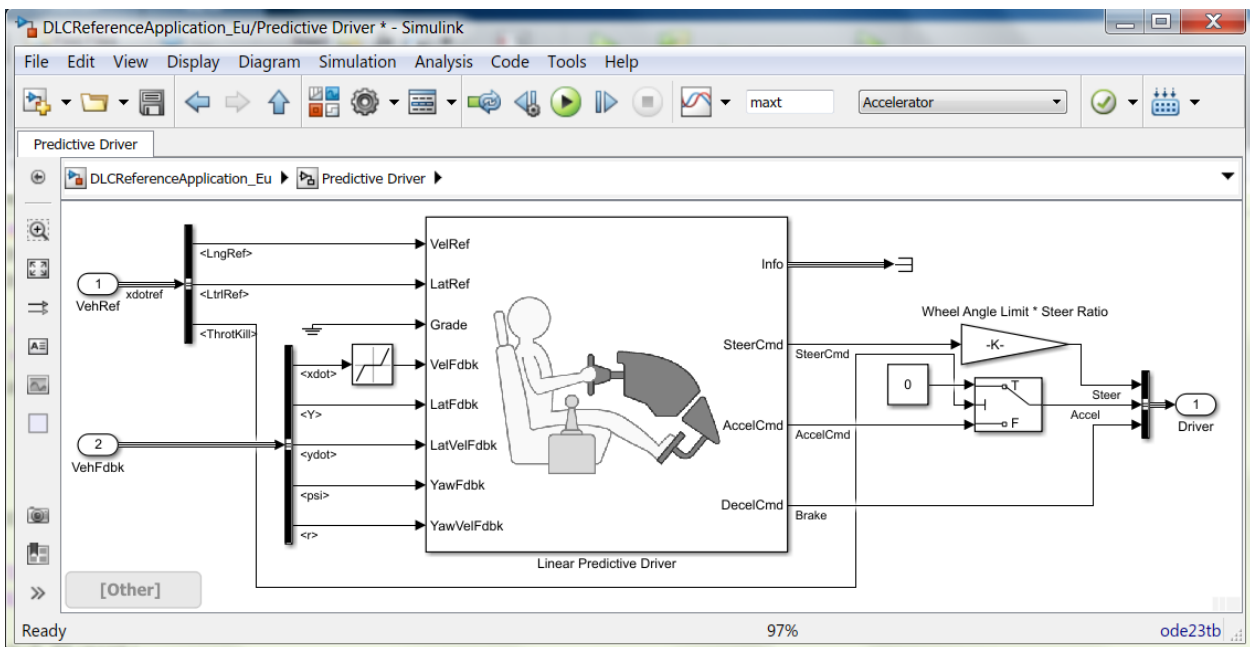 DLCReferenceApplication_Eu/Predictive Driver * - Simulink
File Edit View Display Diagram Simulation Analysis Code Tools Help
maxt
Accelerator
Predictive Driver
DLCReferenceApplication_Eu Predictive Driver
1
xdotref
VehRef
<LngRef>
<LtrlRef>
<ThrotKill>
2
VehFdbk
<xdot>
<Y>
<ydot>
<psi>
<r>
VelRef
LatRef
Grade
VelFdbk
LatFdbk
LatVelFdbk
YawFdbk
YawVelFdbk
Info
SteerCmd
AccelCmd
DecelCmd
Linear Predictive Driver
SteerCmd
AccelCmd
Brake
Wheel Angle Limit * Steer Ratio
-K-
0
T
F
Steer
Accel
1
Driver
[Other]
Ready 97% ode23tb